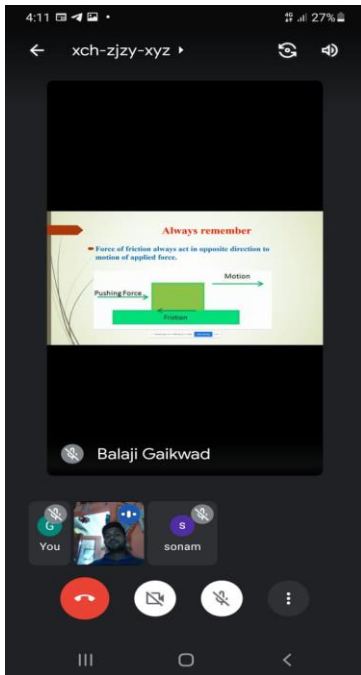 4:11
4G
27%
xch-zjzy-xyz
Always remember
Force of friction always act in opposite direction to
motion of applied force.
Motion
Pushing Force
Friction
Balaji Gaikwad
G
You
S
sonam